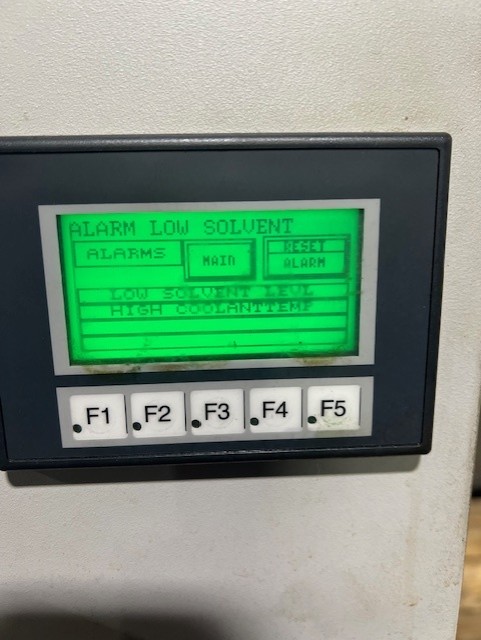 ALARM LOW SOLVENT
ALARMS
MAIN
RESET
ALARM
LOW SOLVENT LEVL
HIGH COOLANTTEMP
F1 F2 F3 F4 F5